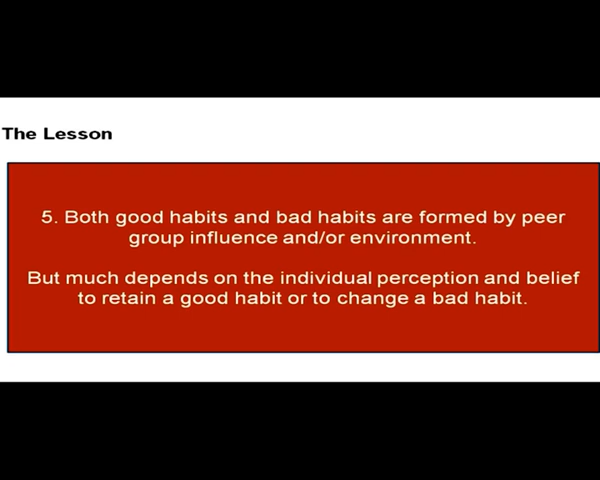 The Lesson
5. Both good habits and bad habits are formed by peer
group influence and/or environment.
But much depends on the individual perception and belief
to retain a good habit or to change a bad habit.